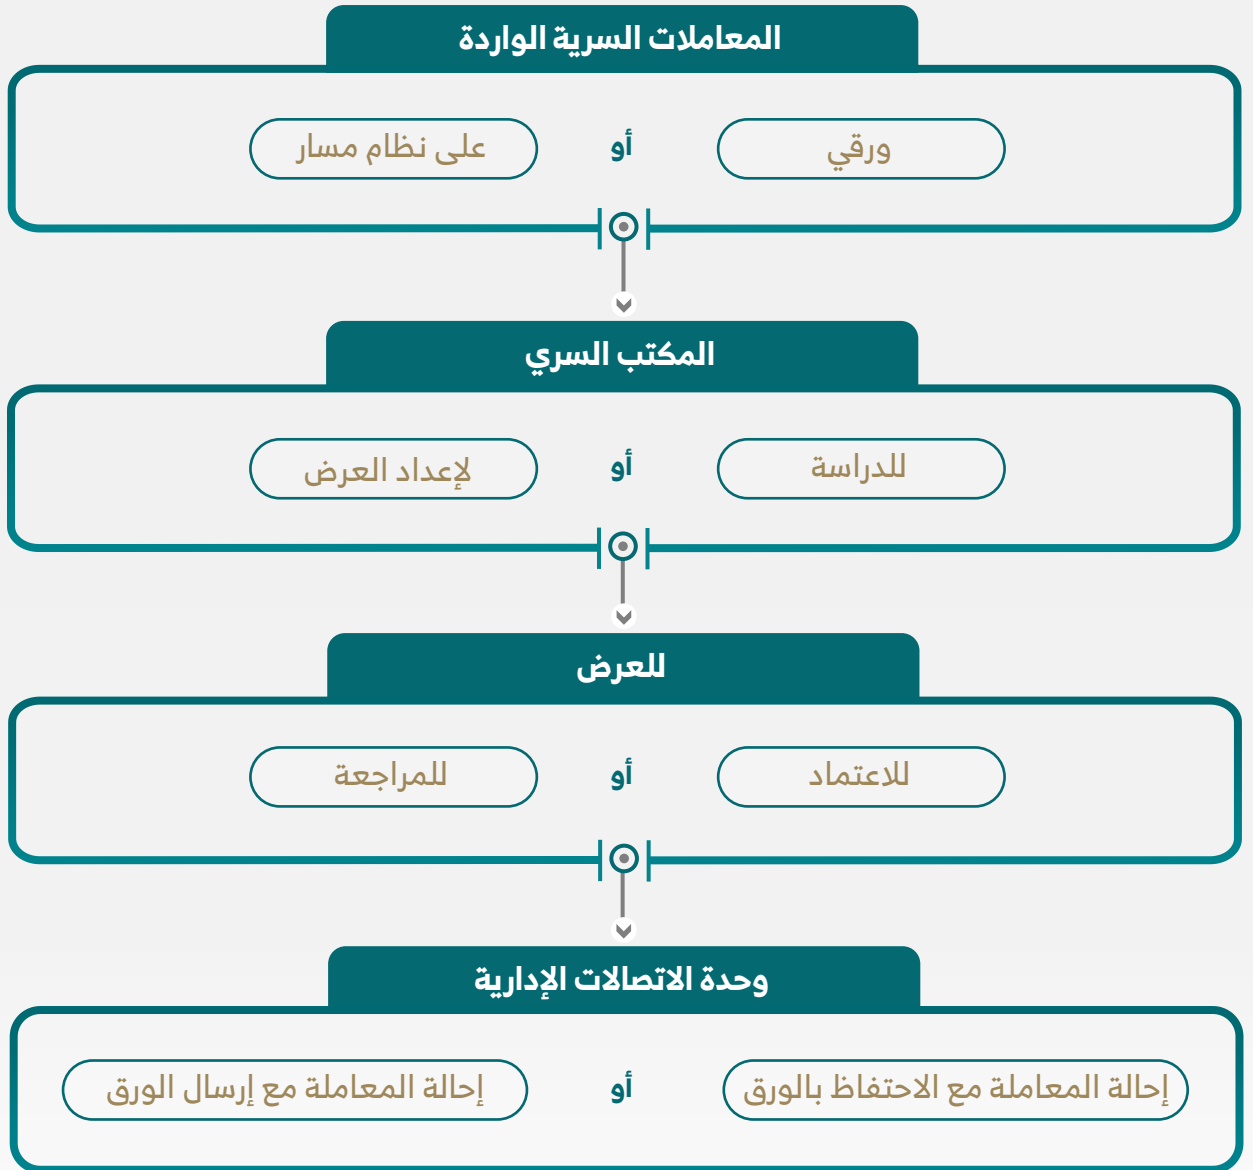 المعاملات السرية الواردة
ورقي أو على نظام مسار
المكتب السري
للدراسة أو لإعداد العرض
للعرض
للاعتماد أو للمراجعة
وحدة الاتصالات الإدارية
إحالة المعاملة مع الاحتفاظ بالورق أو إحالة المعاملة مع إرسال الورق